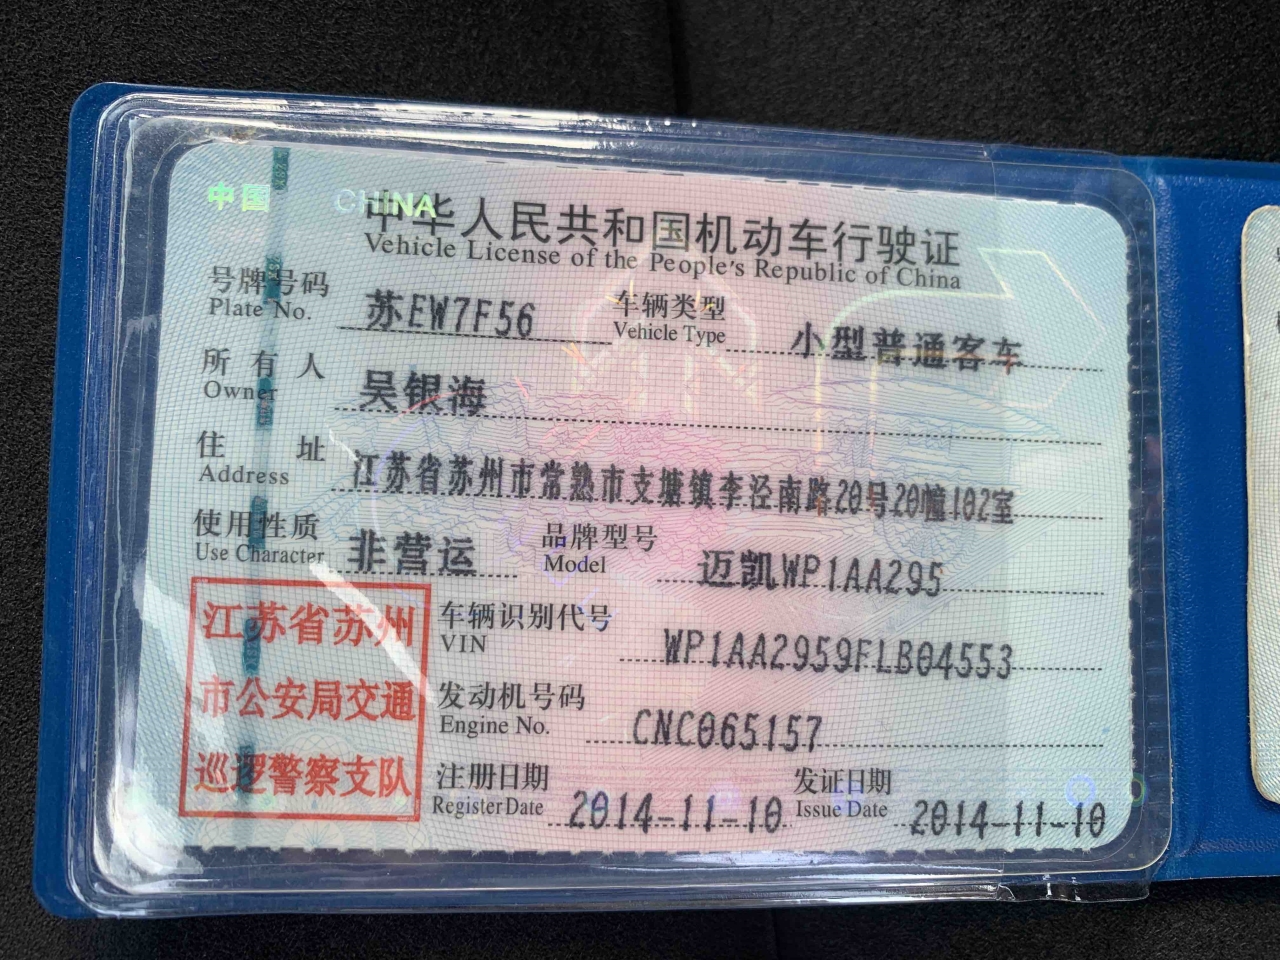 中国 CHINA
中华人民共和国机动车行驶证
Vehicle License of the People's Republic of China
号牌号码 苏EW7F56 车辆类型 小型普通客车
Plate No. Vehicle Type
所有人 吴银海
Owner
住址 江苏省苏州市常熟市支塘镇李泾南路20号20幢102室
Address
使用性质 非营运 品牌型号 迈凯WP1AA295
Use Character Model
江苏省苏州
市公安局交通
巡逻警察支队
车辆识别代号 WP1AA2959FLB04553
VIN
发动机号码 CNC065157
Engine No.
注册日期 2014-11-10 发证日期 2014-11-10
Register Date Issue Date